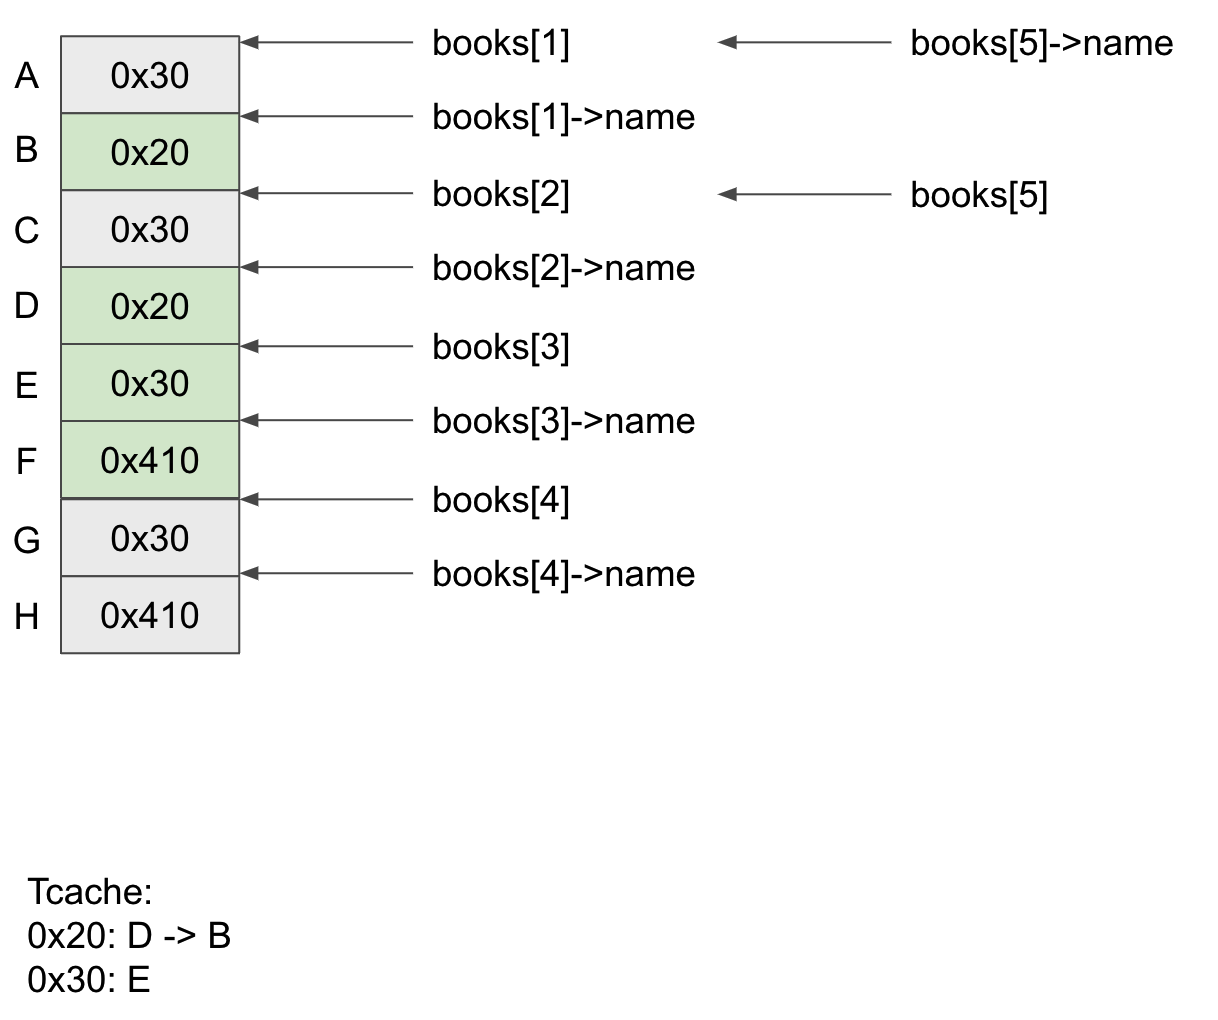 books[1] books[5]->name
A 0x30
books[1]->name
B 0x20
books[2] books[5]
C 0x30
books[2]->name
D 0x20
books[3]
E 0x30
books[3]->name
F 0x410
books[4]
G 0x30
books[4]->name
H 0x410
Tcache:
0x20: D -> B
0x30: E